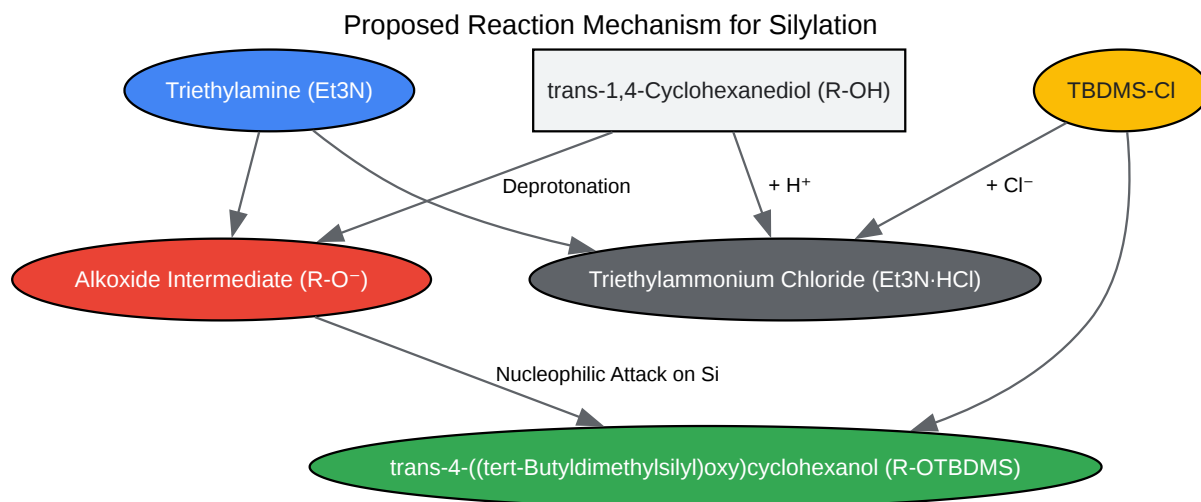 Proposed Reaction Mechanism for Silylation
Triethylamine (Et3N)
trans-1,4-Cyclohexanediol (R-OH)
TBDMS-Cl
Deprotonation
+ H⁺
+ Cl⁻
Alkoxide Intermediate (R-O⁻)
Triethylammonium Chloride (Et3N·HCl)
Nucleophilic Attack on Si
trans-4-((tert-Butyldimethylsilyl)oxy)cyclohexanol (R-OTBDMS)